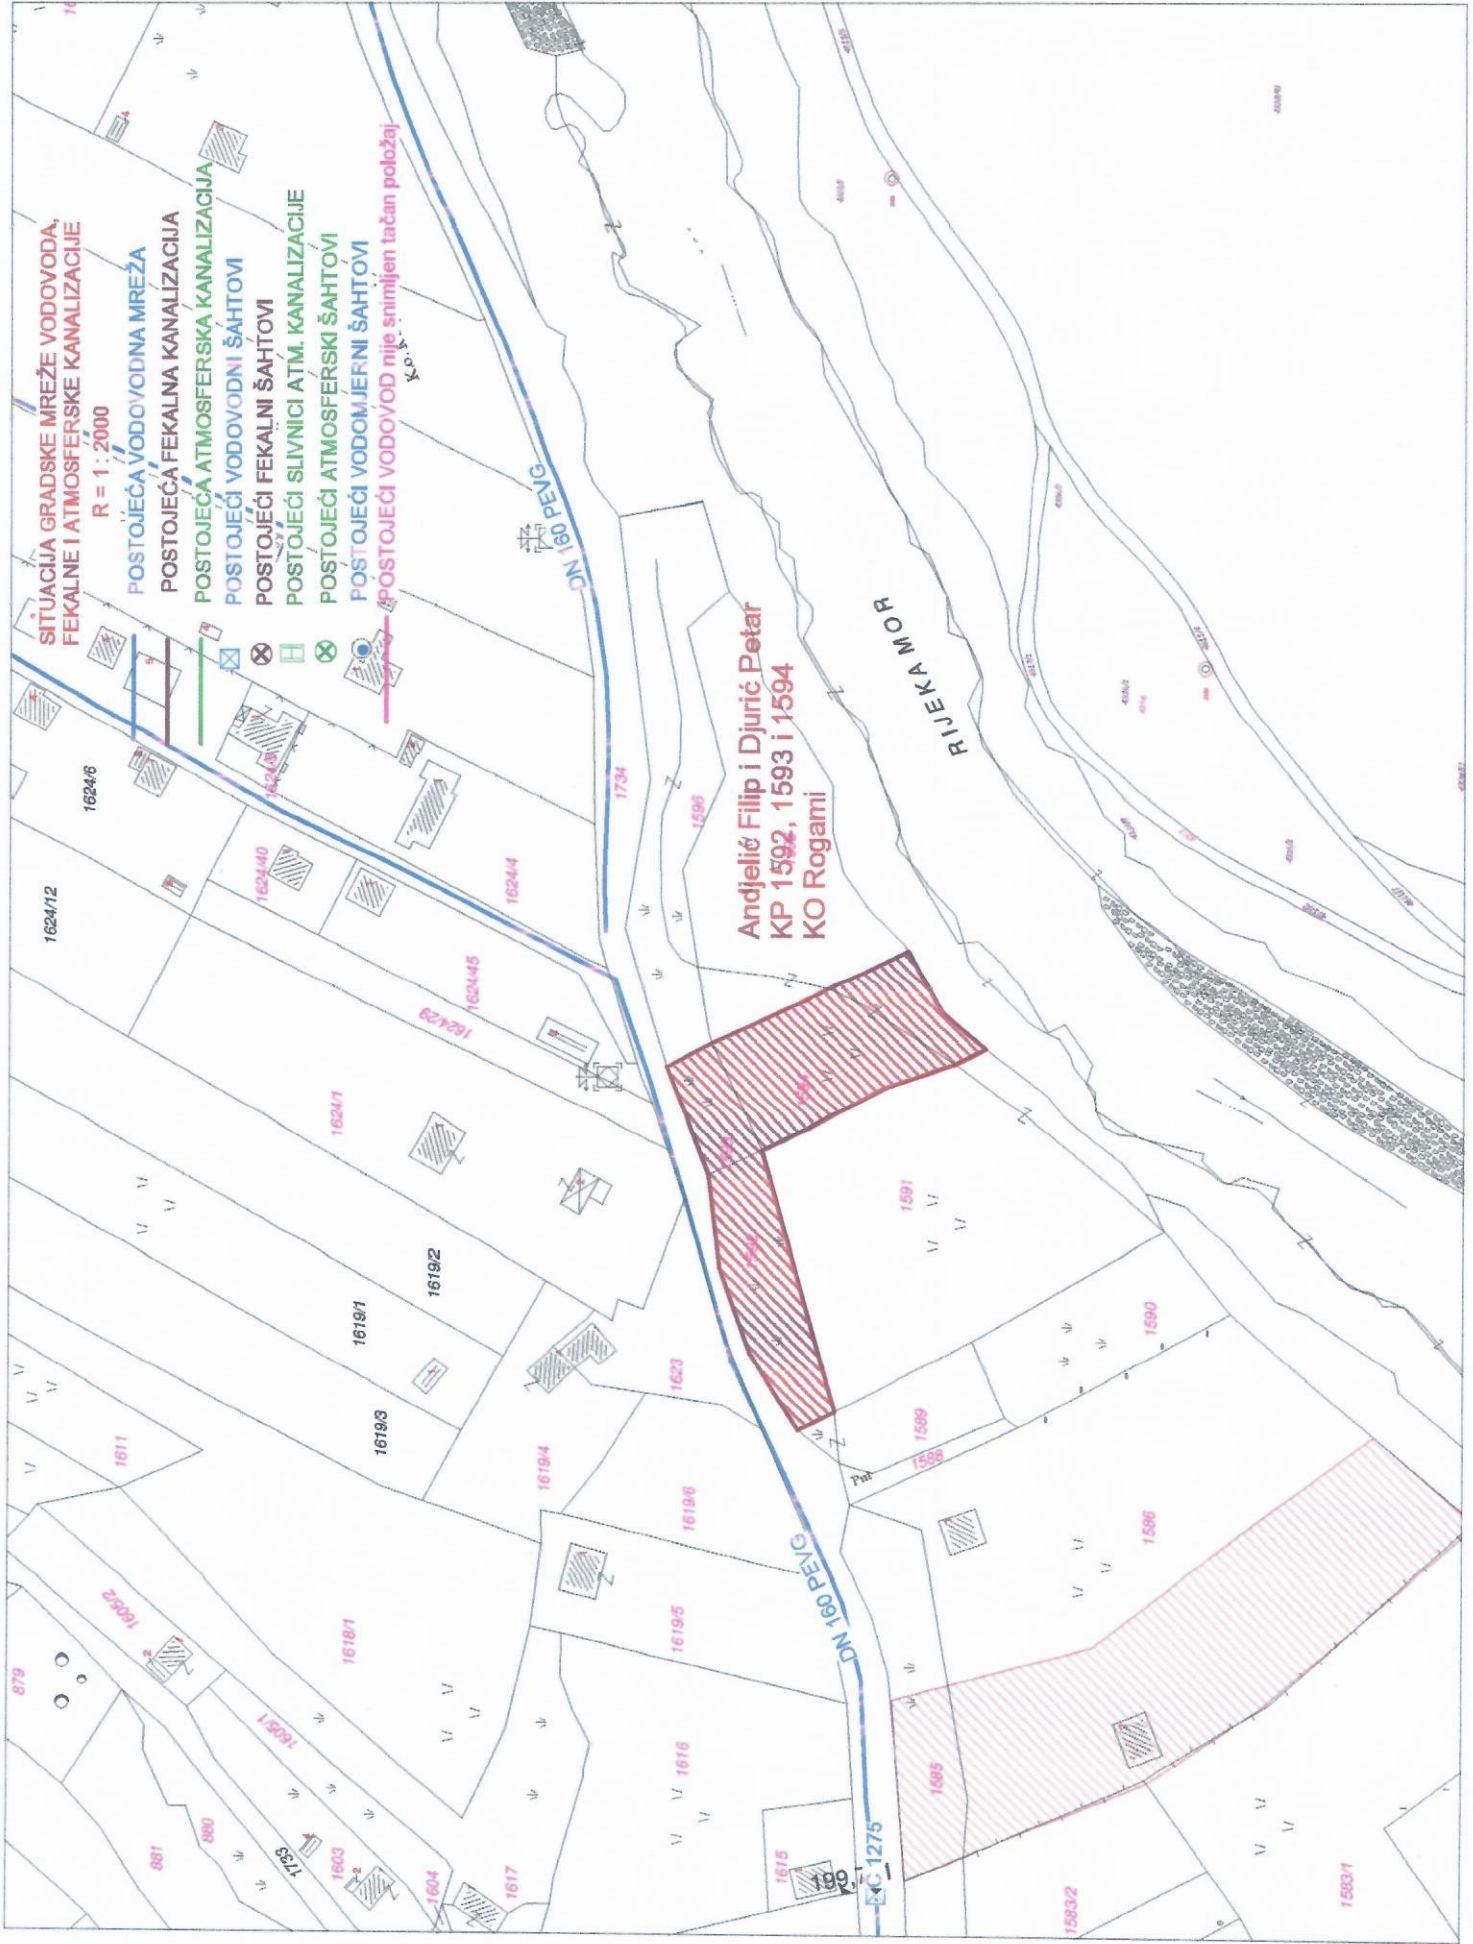 SITUACIJA GRADSKE MREŽE VODOVODA,
FEKALNE I ATMOSFERSKE KANALIZACIJE
R = 1 : 2000
POSTOJEĆA VODOVODNA MREŽA
POSTOJEĆA FEKALNA KANALIZACIJA
POSTOJEĆA ATMOSFERSKA KANALIZACIJA
POSTOJEĆI VODOVODNI ŠAHTOVI
POSTOJEĆI FEKALNI ŠAHTOVI
POSTOJEĆI SLIVNICI ATM. KANALIZACIJE
POSTOJEĆI ATMOSFERSKI ŠAHTOVI
POSTOJEĆI VODOMJERNI ŠAHTOVI
POSTOJEĆI VODOVOD nije snimljen tačan položaj
Andjelić Filip i Djurić Petar
KP 1592, 1593 i 1594
KO Rogami
RIJEKA MOR
DN 160 PEVG
DN 160 PEVG
C 1275
1624/6
1624/12
1624/40
1624/4
1624/45
1624/29
1624/1
1734
1596
1619/2
1619/1
1619/3
1623
1619/4
1619/6
1611
1591
1590
1589
1586
1619/5
1618/1
1605/2
879
1605/1
1616
1585
881
880
1733
1603
1604
1617
1615
1583/2
1583/1